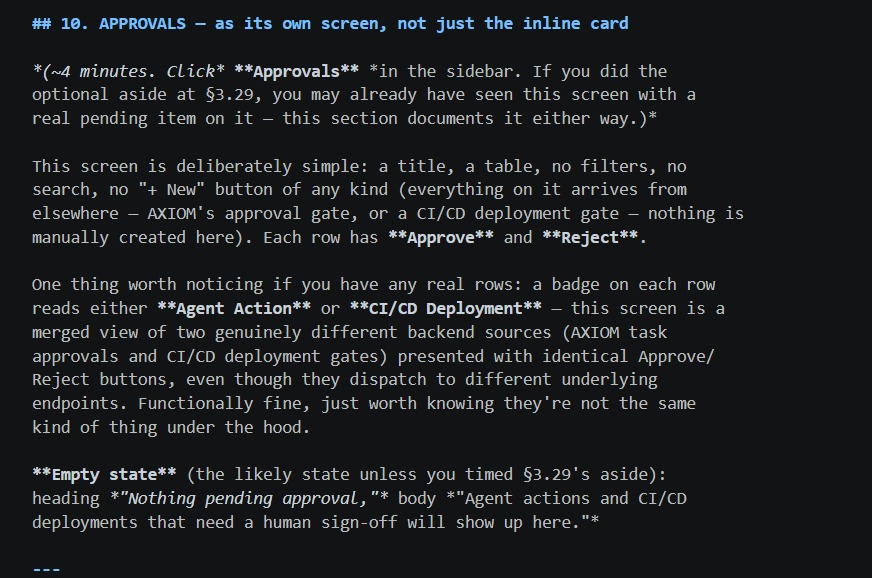 ## 10. APPROVALS — as its own screen, not just the inline card
*(~4 minutes. Click* **Approvals** *in the sidebar. If you did the
optional aside at §3.29, you may already have seen this screen with a
real pending item on it — this section documents it either way.)*
This screen is deliberately simple: a title, a table, no filters, no
search, no "+ New" button of any kind (everything on it arrives from
elsewhere — AXIOM's approval gate, or a CI/CD deployment gate — nothing is
manually created here). Each row has **Approve** and **Reject**.
One thing worth noticing if you have any real rows: a badge on each row
reads either **Agent Action** or **CI/CD Deployment** — this screen is a
merged view of two genuinely different backend sources (AXIOM task
approvals and CI/CD deployment gates) presented with identical Approve/
Reject buttons, even though they dispatch to different underlying
endpoints. Functionally fine, just worth knowing they're not the same
kind of thing under the hood.
**Empty state** (the likely state unless you timed §3.29's aside):
heading *"Nothing pending approval,"* body *"Agent actions and CI/CD
deployments that need a human sign-off will show up here."*
---